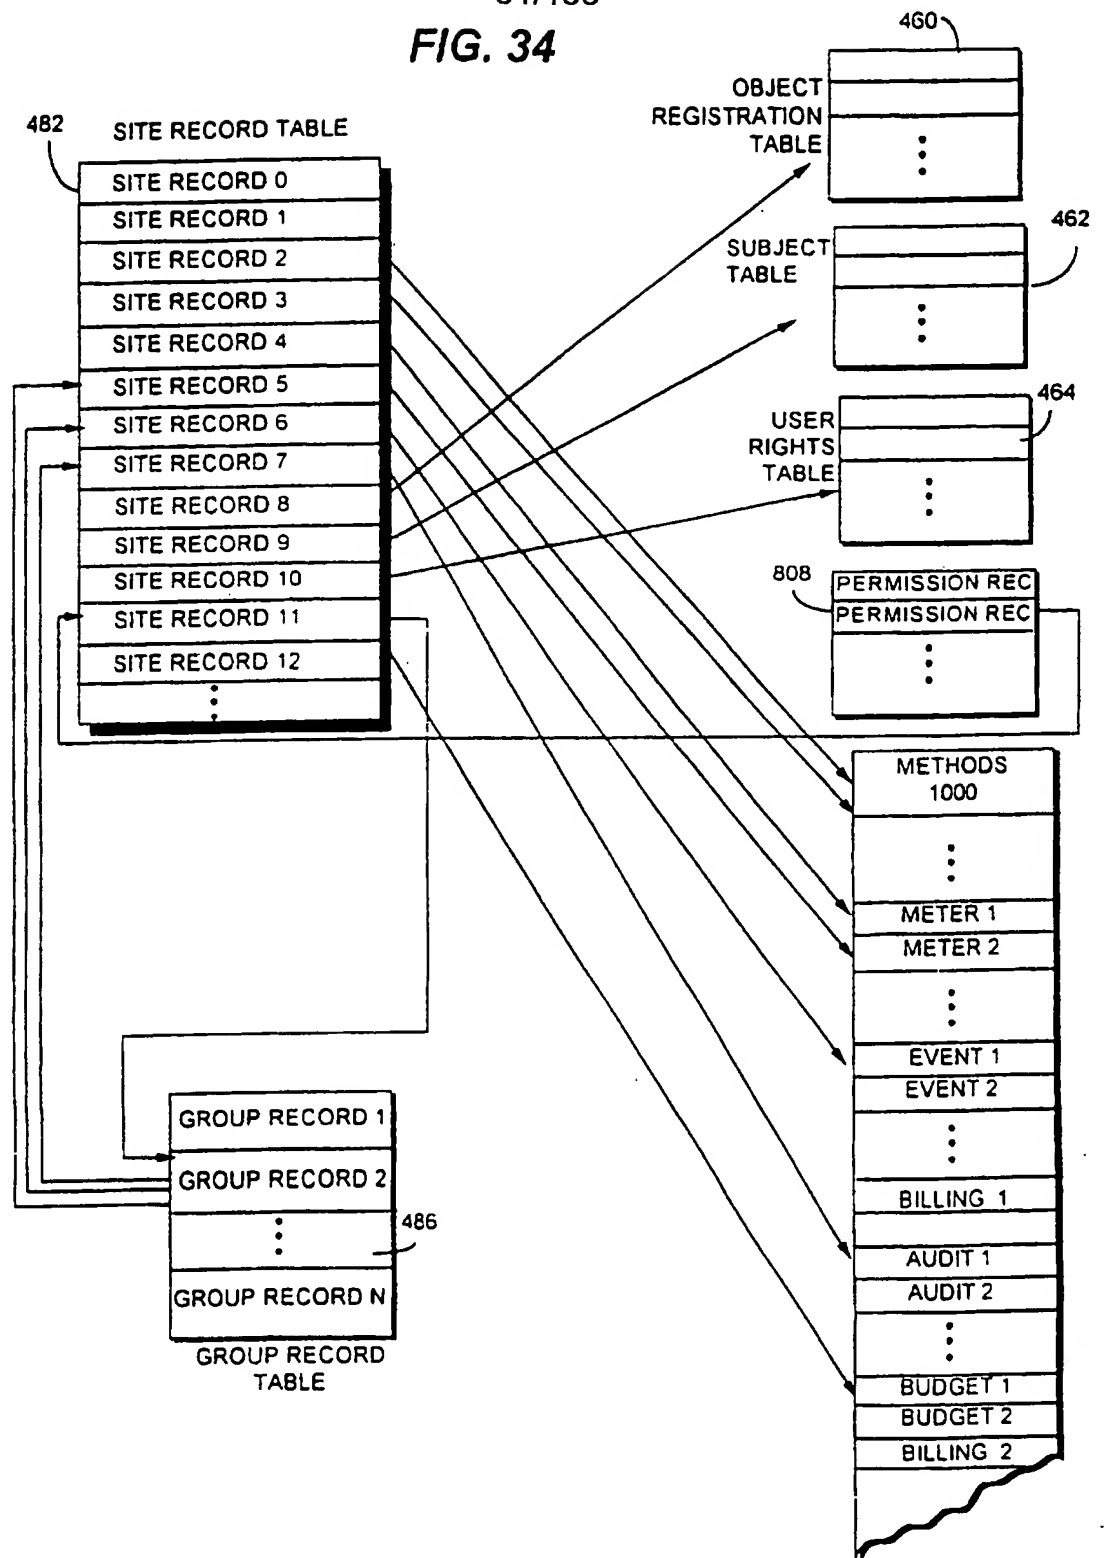 FIG. 34
482
SITE RECORD TABLE
SITE RECORD 0
SITE RECORD 1
SITE RECORD 2
SITE RECORD 3
SITE RECORD 4
SITE RECORD 5
SITE RECORD 6
SITE RECORD 7
SITE RECORD 8
SITE RECORD 9
SITE RECORD 10
SITE RECORD 11
SITE RECORD 12
460
OBJECT
REGISTRATION
TABLE
SUBJECT
TABLE
462
USER
RIGHTS
TABLE
464
808
PERMISSION REC
PERMISSION REC
METHODS
1000
METER 1
METER 2
EVENT 1
EVENT 2
BILLING 1
AUDIT 1
AUDIT 2
BUDGET 1
BUDGET 2
BILLING 2
GROUP RECORD 1
GROUP RECORD 2
486
GROUP RECORD N
GROUP RECORD
TABLE